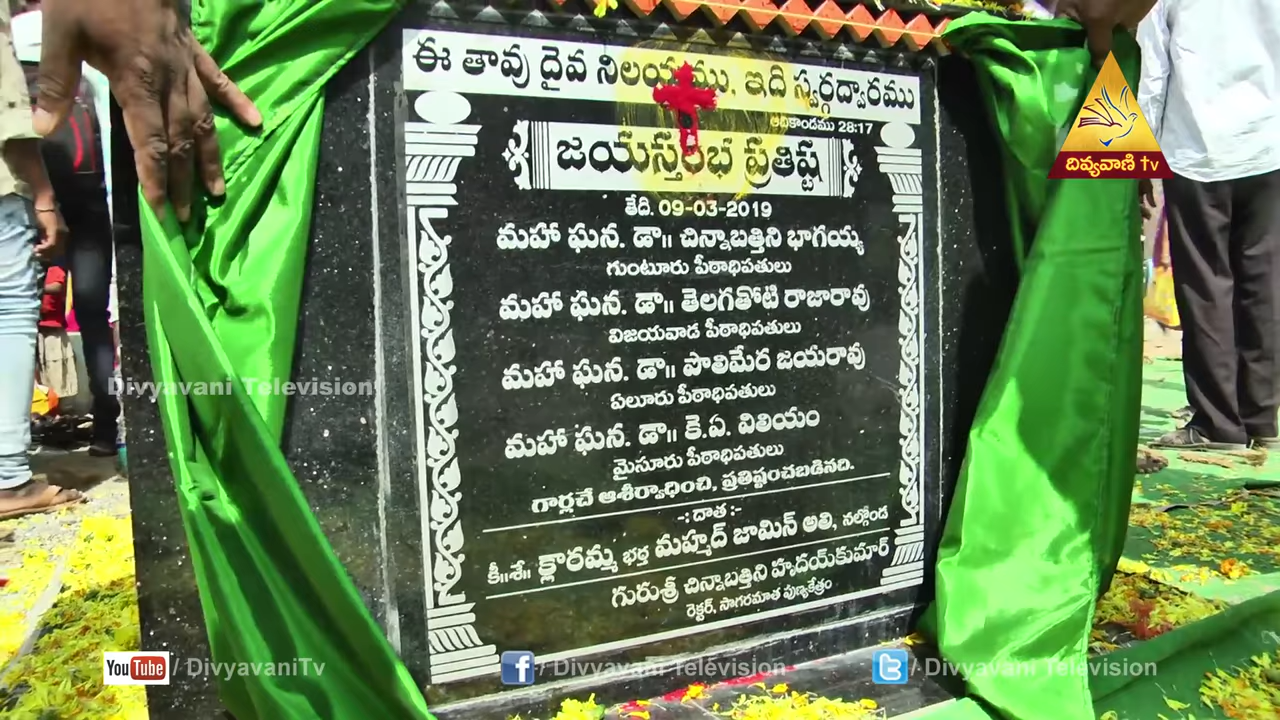 ఈ తావు దైవ నిలయము, ఇది స్వర్గద్వారము
ఆదికాండము 28:17
జయస్తంభ ప్రతిష్ట
తేది. 09-03-2019
మహా ఘన. డా॥ చిన్నాబత్తిని భాగయ్య
గుంటూరు పీఠాధిపతులు
మహా ఘన. డా॥ తెలగతోటి రాజారావు
విజయవాడ పీఠాధిపతులు
మహా ఘన. డా॥ పొలిమేర జయరావు
ఏలూరు పీఠాధిపతులు
మహా ఘన. డా॥ కె.ఏ. విలియం
మైసూరు పీఠాధిపతులు
గార్లచే ఆశీర్వాధించి, ప్రతిష్టంచబడినది.
-: దాత :-
కీ॥శే॥ క్లారమ్మ భర్త మహ్మద్ జామిన్ అలి, నల్గొండ
గురుశ్రీ చిన్నాబత్తిని హృదయ్‌కుమార్
రెక్టర్, సాగరమాత పుణ్యక్షేత్రం
దివ్యవాణి tv
Divyavani Television
YouTube / DivyavaniTv
f / Divyavani Television
/ Divyavani Television